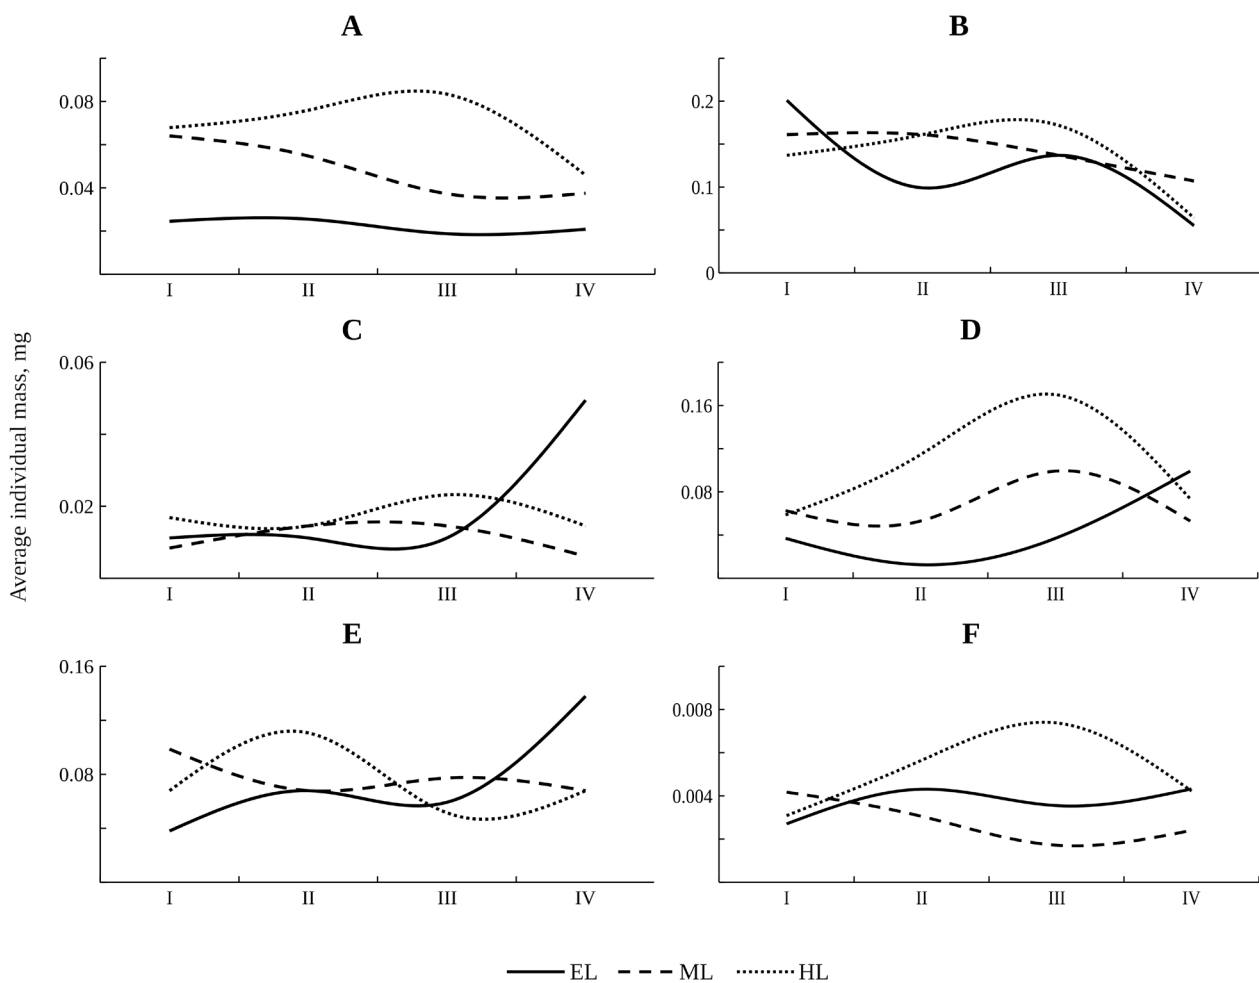 A
B
0.08
0.04
I II III IV
0.2
0.1
0
I II III IV
Average individual mass, mg
C
D
0.06
0.02
I II III IV
0.16
0.08
I II III IV
E
F
0.16
0.08
I II III IV
0.008
0.004
I II III IV
EL ML HL